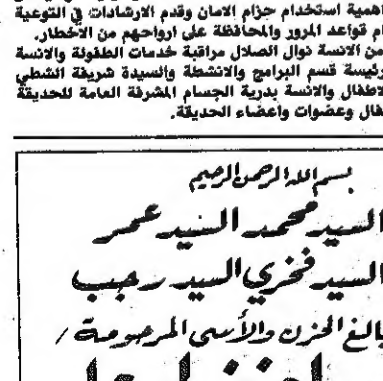 اهمية استخدام حزام الامان وقدم الارشادات في التوعية
ام قواعد المرور والمحافظة على ارواحهم من الأخطار.
من الانسة نوال الصلال مراقبة خدمات الطفولة والانسة
رئيسة قسم البرامج والانشطة والسيدة شريفة الشطي
لاطفال والانسة بدرية الجسام المشرفة العامة للحديقة
فال وعضوات واعضاء الحديقة.
بسم الله الرحمن الرحيم
السيد محمد السيد عمر
السيد فخري السيد رجب
بالغ الحزن والأسى المرحومة /